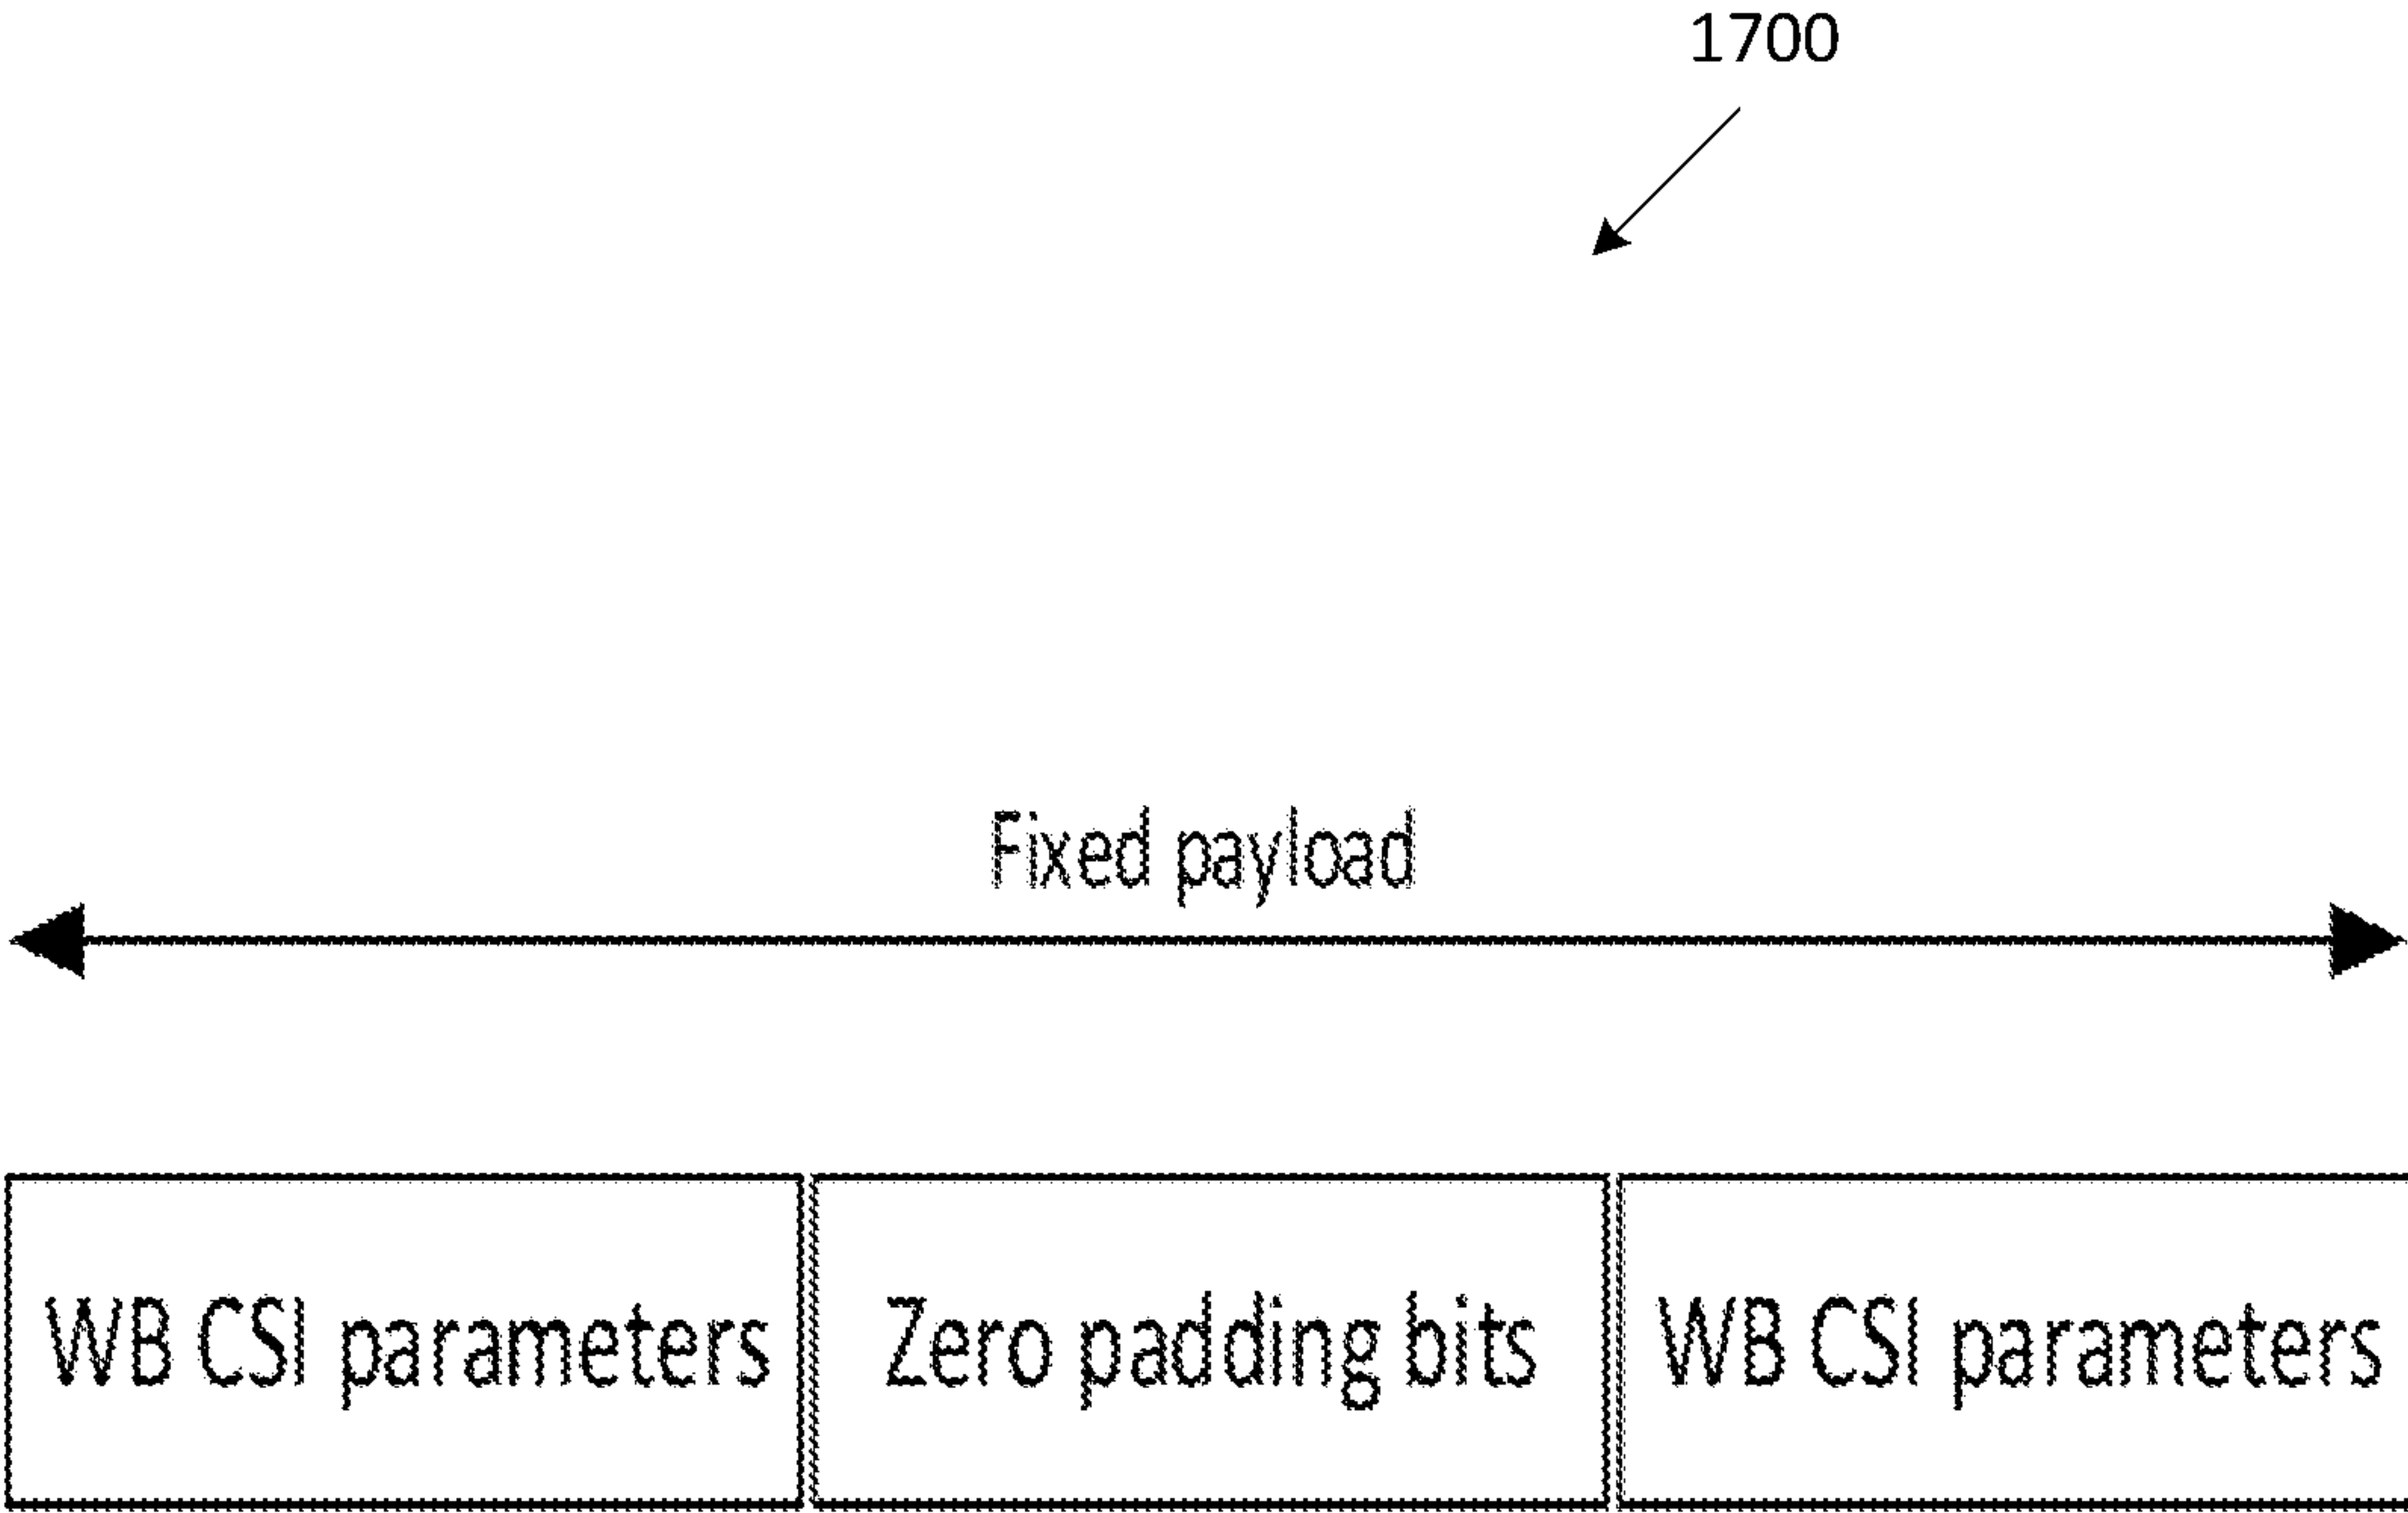 1700
Fixed payload
WB CSI parameters
Zero padding bits
WB CSI parameters